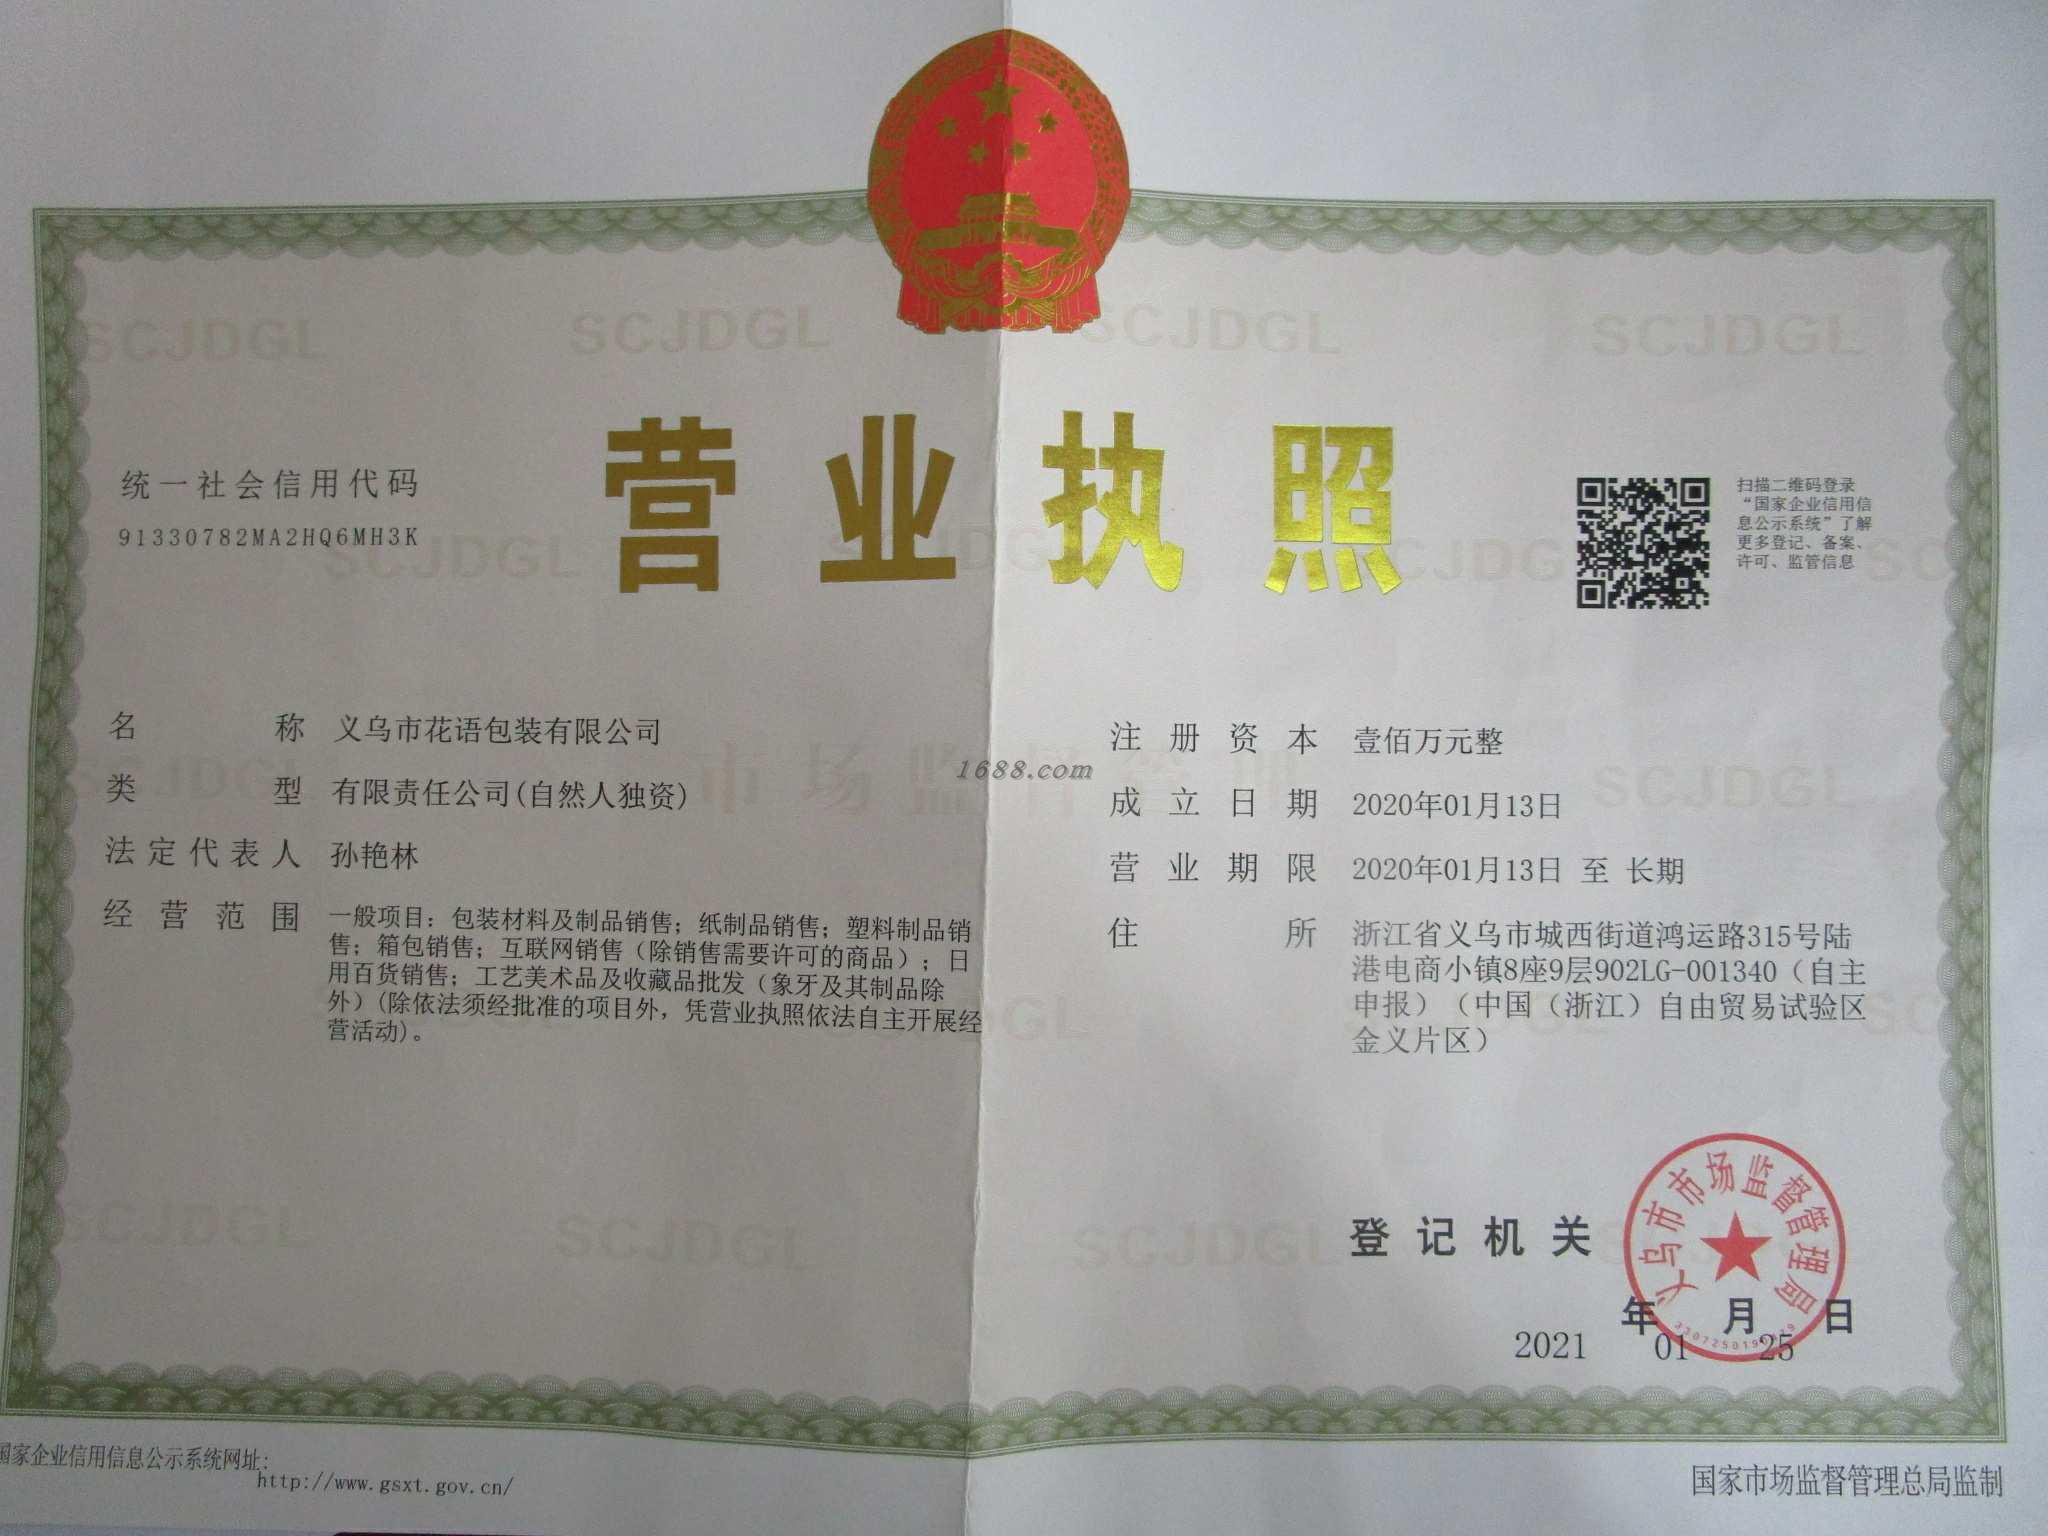 SCJDGL SCJDGL SCJDGL SCJDGL
营业执照
统一社会信用代码
91330782MA2HQ6MH3K
扫描二维码登录
“国家企业信用信
息公示系统”了解
更多登记、备案、
许可、监管信息
名称 义乌市花语包装有限公司
类型 有限责任公司(自然人独资)
法定代表人 孙艳林
经营范围 一般项目：包装材料及制品销售；纸制品销售；塑料制品销
售；箱包销售；互联网销售（除销售需要许可的商品）；日
用百货销售；工艺美术品及收藏品批发（象牙及其制品除
外）(除依法须经批准的项目外，凭营业执照依法自主开展经
营活动)。
1688.com
注册资本 壹佰万元整
成立日期 2020年01月13日
营业期限 2020年01月13日 至 长期
住所 浙江省义乌市城西街道鸿运路315号陆
港电商小镇8座9层902LG-001340（自主
申报）（中国（浙江）自由贸易试验区
金义片区）
登记机关
义乌市市场监督管理局
年 月 日
2021 01 25
国家企业信用信息公示系统网址：
http://www.gsxt.gov.cn/
国家市场监督管理总局监制